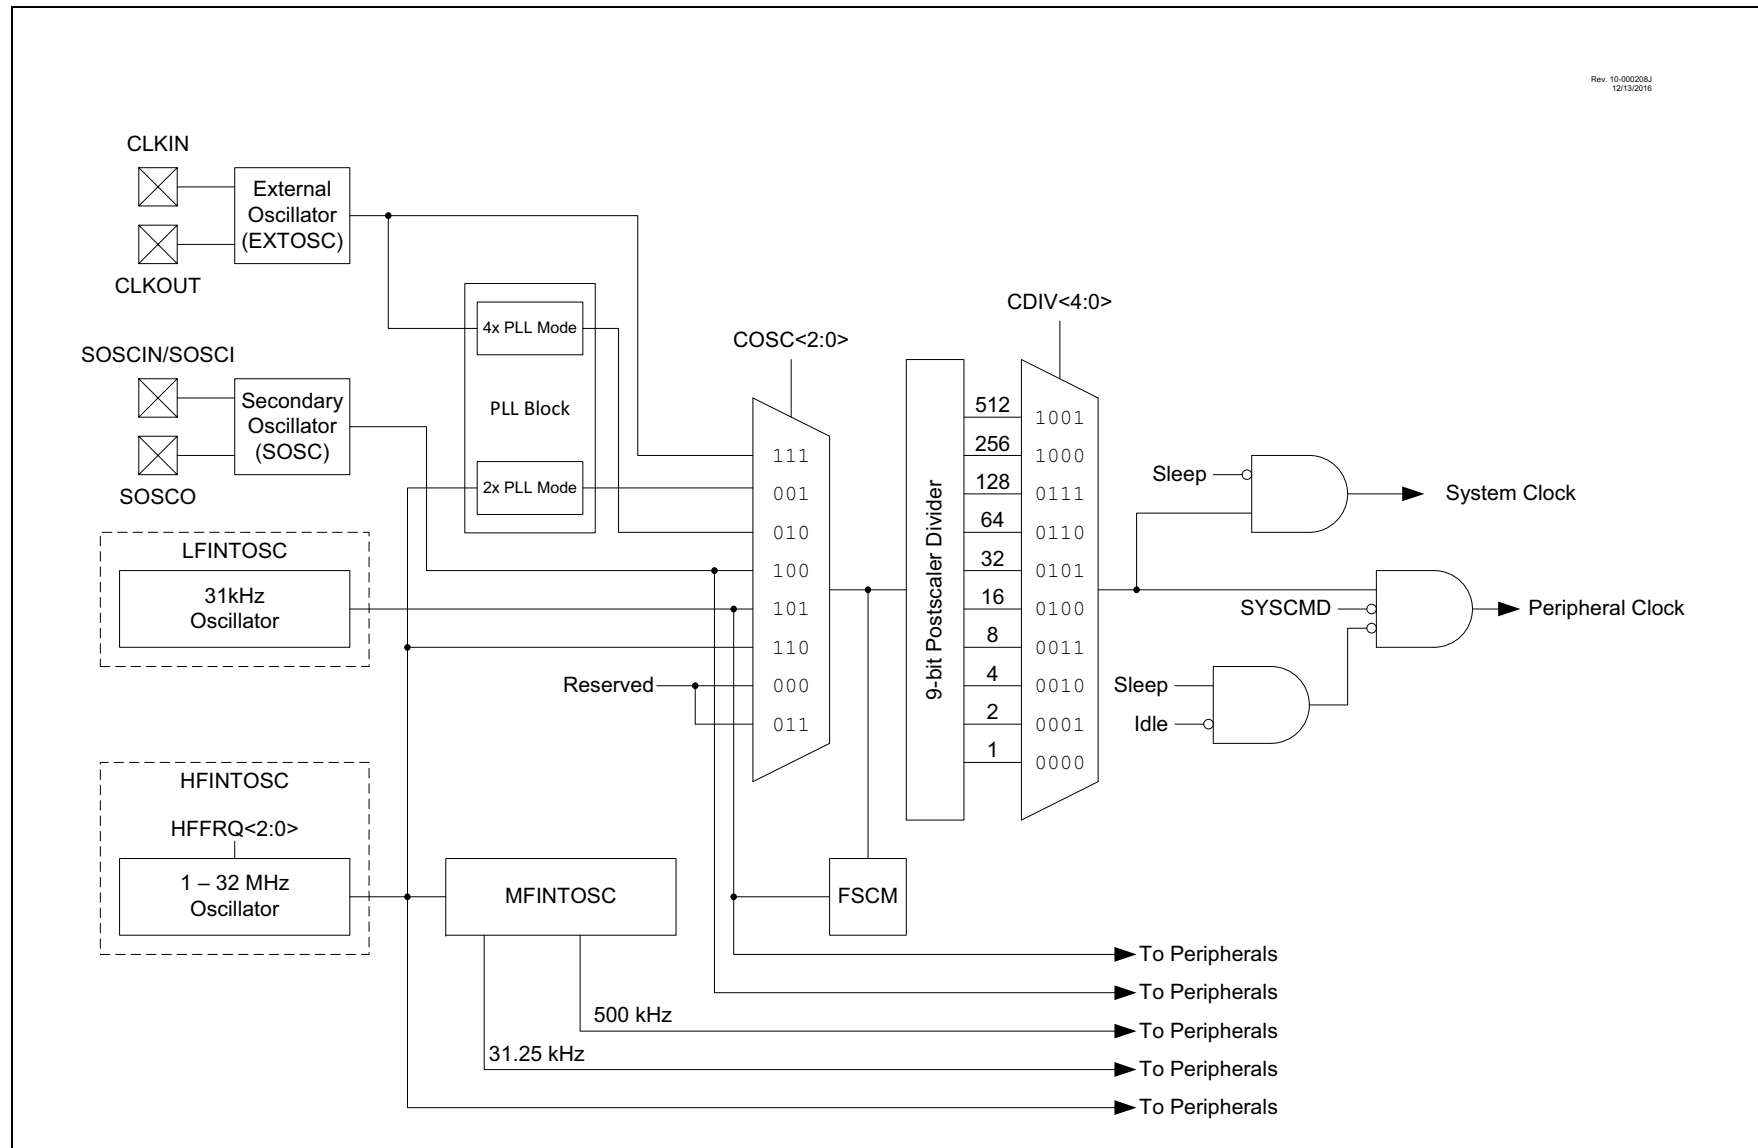 Rev. 10-000208J
12/13/2016
CLKIN
External
Oscillator
(EXTOSC)
CLKOUT
4x PLL Mode
PLL Block
2x PLL Mode
SOSCIN/SOSCI
Secondary
Oscillator
(SOSC)
SOSCO
LFINTOSC
31kHz
Oscillator
Reserved
HFINTOSC
HFFRQ<2:0>
1 – 32 MHz
Oscillator
MFINTOSC
FSCM
COSC<2:0>
111
001
010
100
101
110
000
011
9-bit Postscaler Divider
CDIV<4:0>
512 1001
256 1000
128 0111
64 0110
32 0101
16 0100
8 0011
4 0010
2 0001
1 0000
Sleep
System Clock
SYSCMD
Peripheral Clock
Sleep
Idle
To Peripherals
To Peripherals
500 kHz
To Peripherals
31.25 kHz
To Peripherals
To Peripherals